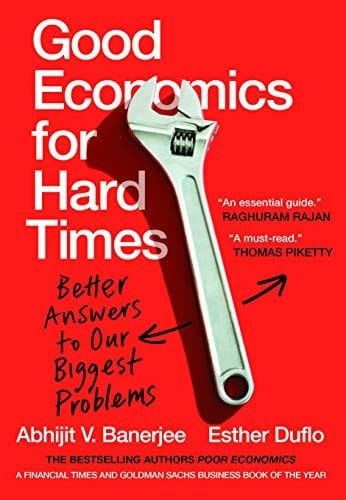 Good
Economics
for
Hard
Times
“An essential guide.”
RAGHURAM RAJAN
“A must-read.”
THOMAS PIKETTY
Better
Answers
to Our
Biggest
Problems
Abhijit V. Banerjee Esther Duflo
THE BESTSELLING AUTHORS POOR ECONOMICS
A FINANCIAL TIMES AND GOLDMAN SACHS BUSINESS BOOK OF THE YEAR